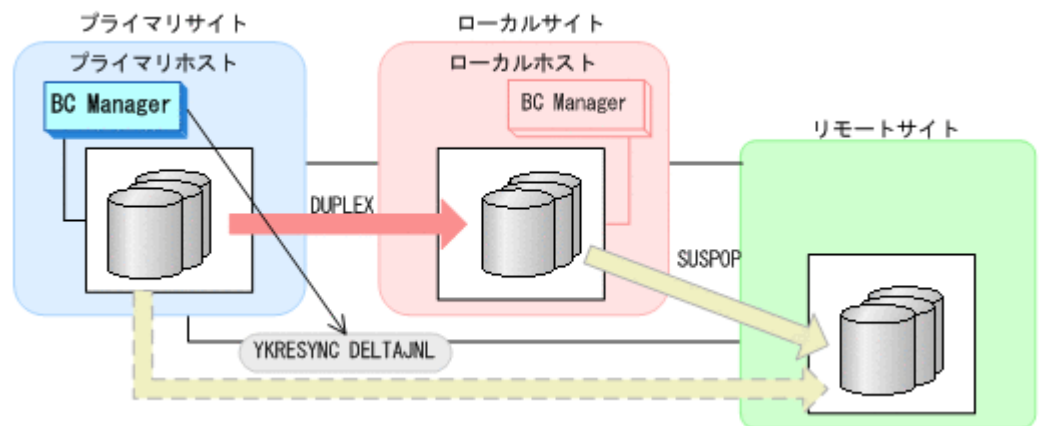 プライマリサイト
ローカルサイト
プライマリホスト
ローカルホスト
BC Manager
BC Manager
リモートサイト
DUPLEX
SUSPOP
YKRESYNC DELTAJNL